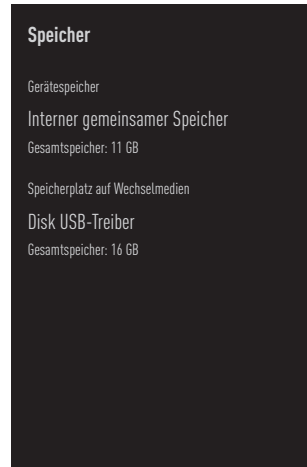 Speicher
Gerätespeicher
Interner gemeinsamer Speicher
Gesamtspeicher: 11 GB
Speicherplatz auf Wechselmedien
Disk USB-Treiber
Gesamtspeicher: 16 GB